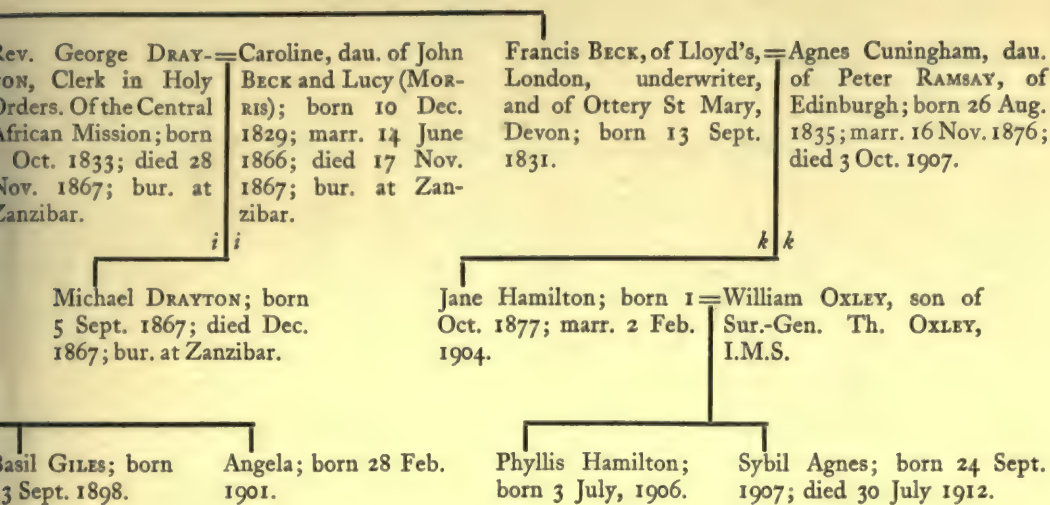 Rev. George DRAY-
TON, Clerk in Holy
Orders. Of the Central
African Mission; born
Oct. 1833; died 28
Nov. 1867; bur. at
Zanzibar.
=
Caroline, dau. of John
BECK and Lucy (MOR-
RIS); born 10 Dec.
1829; marr. 14 June
1866; died 17 Nov.
1867; bur. at Zan-
zibar.
i i
Francis BECK, of Lloyd's,
London, underwriter,
and of Ottery St Mary,
Devon; born 13 Sept.
1831.
=
Agnes Cuningham, dau.
of Peter RAMSAY, of
Edinburgh; born 26 Aug.
1835; marr. 16 Nov. 1876;
died 3 Oct. 1907.
k k
Michael DRAYTON; born
5 Sept. 1867; died Dec.
1867; bur. at Zanzibar.
Jane Hamilton; born 1
Oct. 1877; marr. 2 Feb.
1904.
=
William OXLEY, son of
Sur.-Gen. Th. OXLEY,
I.M.S.
Basil GILES; born
3 Sept. 1898.
Angela; born 28 Feb.
1901.
Phyllis Hamilton;
born 3 July, 1906.
Sybil Agnes; born 24 Sept.
1907; died 30 July 1912.